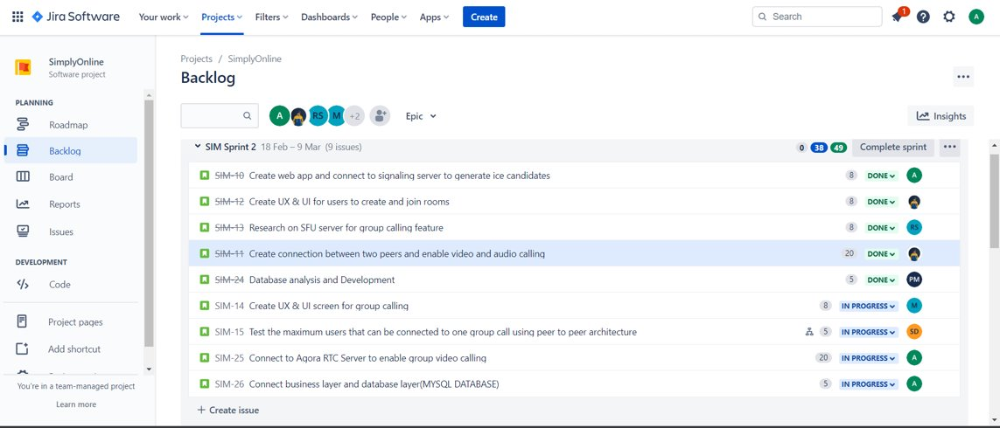 Jira Software Your work Projects Filters Dashboards People Apps Create Search 1 A
SimplyOnline
Software project
PLANNING
Roadmap
Backlog
Board
Reports
Issues
DEVELOPMENT
Code
Project pages
Add shortcut
You're in a team-managed project
Learn more
Projects / SimplyOnline
Backlog
A RS M +2 Epic Insights
SIM Sprint 2 18 Feb – 9 Mar (9 issues) 0 38 49 Complete sprint
SIM-10 Create web app and connect to signaling server to generate ice candidates 8 DONE A
SIM-12 Create UX & UI for users to create and join rooms 8 DONE
SIM-13 Research on SFU server for group calling feature 8 DONE RS
SIM-11 Create connection between two peers and enable video and audio calling 20 DONE
SIM-24 Database analysis and Development 5 DONE PM
SIM-14 Create UX & UI screen for group calling 8 IN PROGRESS M
SIM-15 Test the maximum users that can be connected to one group call using peer to peer architecture 5 IN PROGRESS SD
SIM-25 Connect to Agora RTC Server to enable group video calling 20 IN PROGRESS A
SIM-26 Connect business layer and database layer(MYSQL DATABASE) 5 IN PROGRESS A
+ Create issue